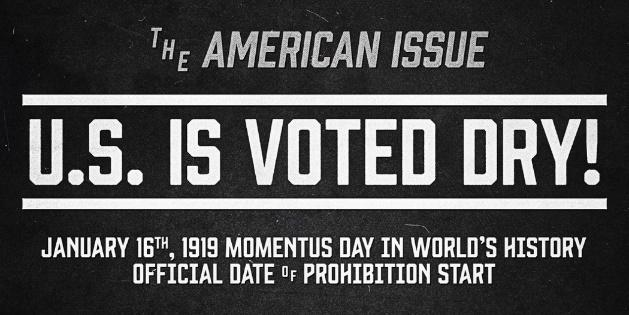 THE AMERICAN ISSUE
U.S. IS VOTED DRY!
JANUARY 16TH, 1919 MOMENTUS DAY IN WORLD'S HISTORY
OFFICIAL DATE OF PROHIBITION START